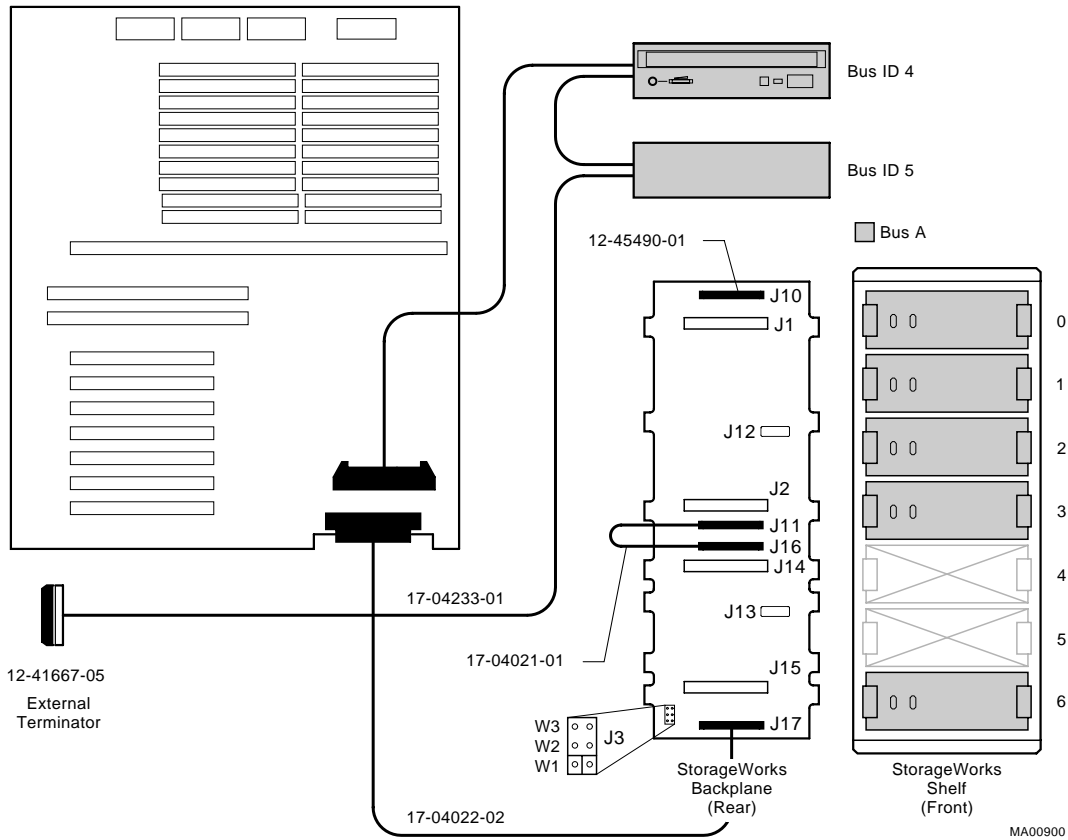 Bus ID 4
Bus ID 5
Bus A
12-45490-01
J10
J1
J12
J2
J11
J16
J14
J13
J15
J17
0
1
2
3
4
5
6
17-04233-01
17-04021-01
12-41667-05
External
Terminator
W3
W2
W1
J3
StorageWorks
Backplane
(Rear)
StorageWorks
Shelf
(Front)
17-04022-02
MA00900